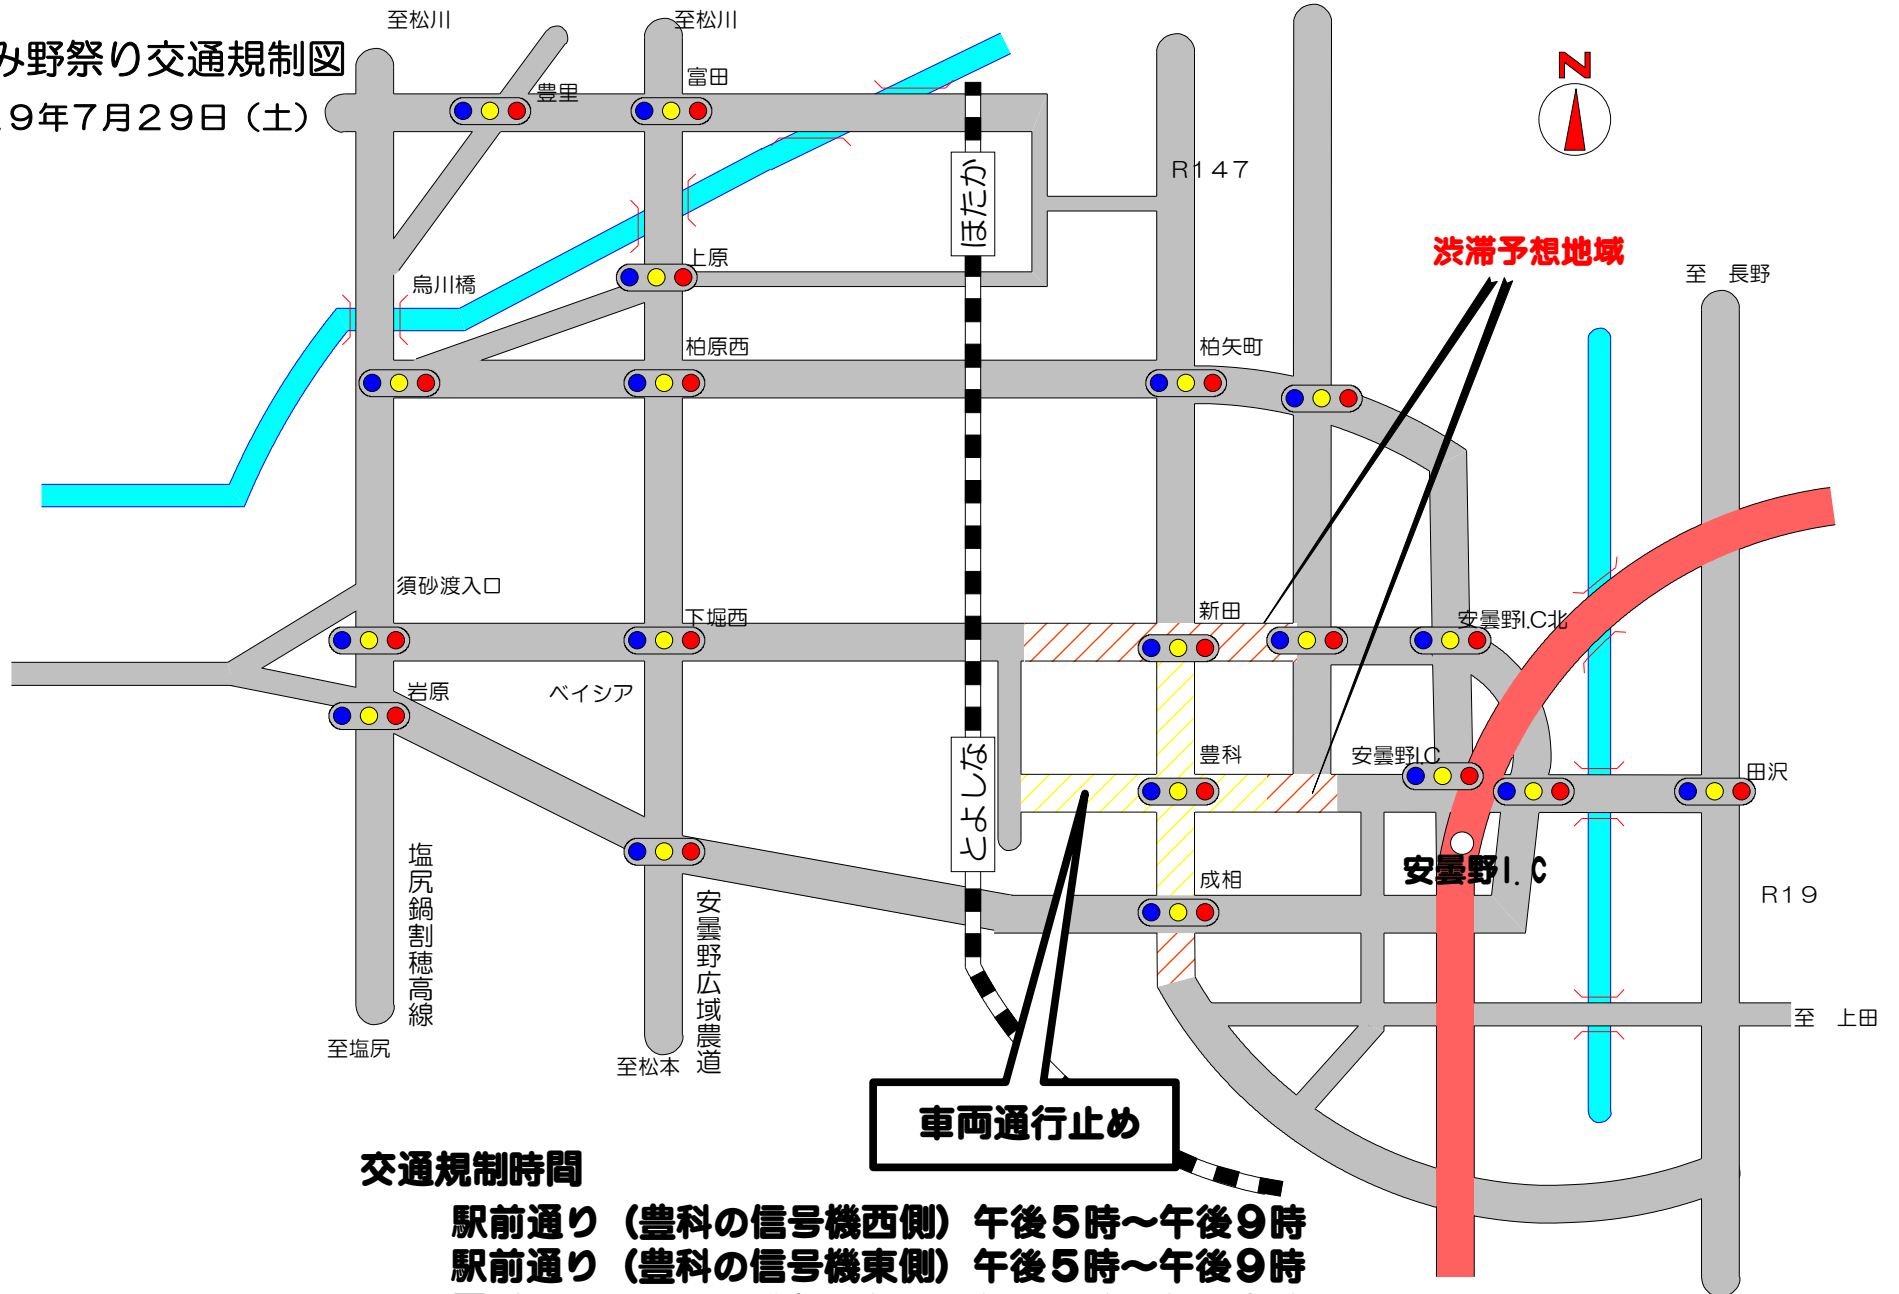 至松川
至松川
み野祭り交通規制図
9年7月29日（土）
豊里
富田
N
R147
ほたか
渋滞予想地域
上原
至　長野
烏川橋
柏原西
柏矢町
須砂渡入口
下堀西
新田
安曇野I.C北
岩原
ベイシア
とよしな
豊科
安曇野I.C
田沢
塩尻鍋割穂高線
安曇野広域農道
成相
安曇野I.C
R19
至　上田
至塩尻
至松本
車両通行止め
交通規制時間
駅前通り（豊科の信号機西側）午後5時～午後9時
駅前通り（豊科の信号機東側）午後5時～午後9時